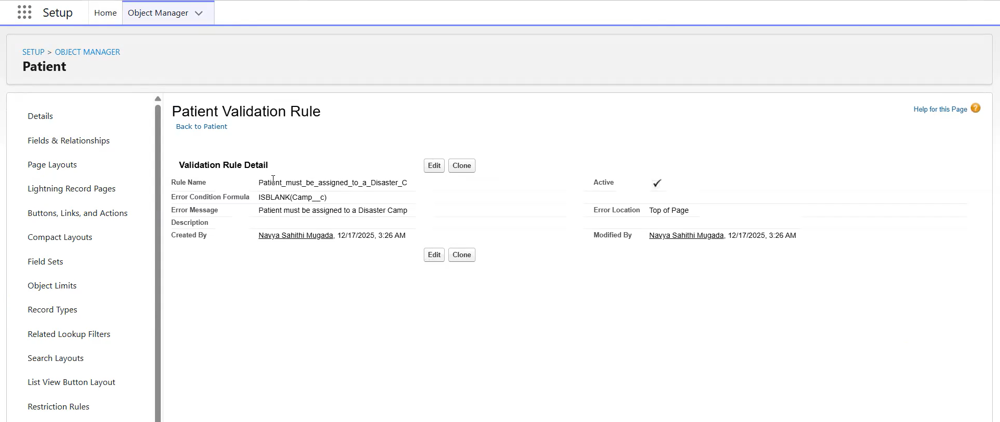 Setup Home Object Manager
SETUP > OBJECT MANAGER
Patient
Details
Fields & Relationships
Page Layouts
Lightning Record Pages
Buttons, Links, and Actions
Compact Layouts
Field Sets
Object Limits
Record Types
Related Lookup Filters
Search Layouts
List View Button Layout
Restriction Rules
Patient Validation Rule
Help for this Page ?
Back to Patient
Validation Rule Detail Edit Clone
Rule Name Patient_must_be_assigned_to_a_Disaster_C Active
Error Condition Formula ISBLANK(Camp__c)
Error Message Patient must be assigned to a Disaster Camp Error Location Top of Page
Description
Created By Navya Sahithi Mugada, 12/17/2025, 3:26 AM Modified By Navya Sahithi Mugada, 12/17/2025, 3:26 AM
Edit Clone